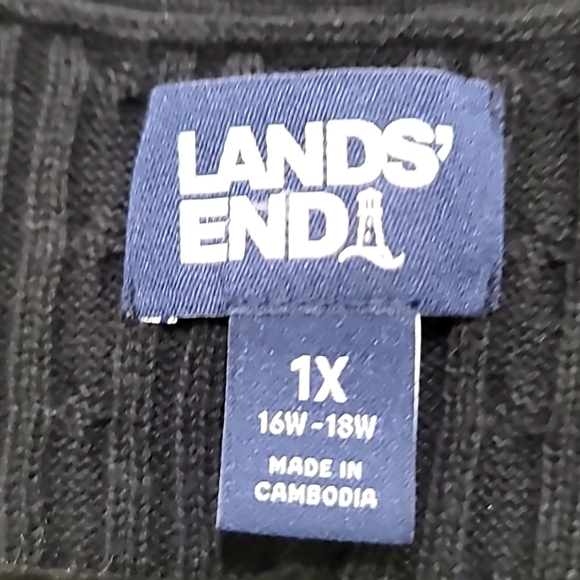 LANDS'
END
1X
16W-18W
MADE IN
CAMBODIA